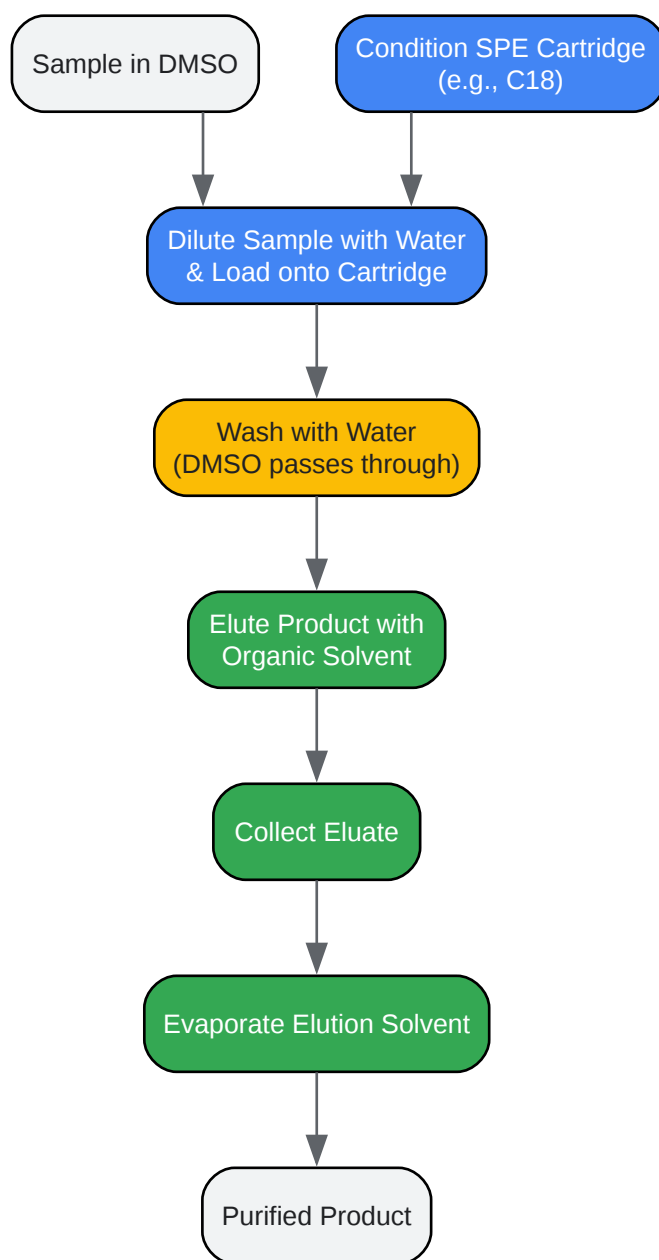 Sample in DMSO
Condition SPE Cartridge
(e.g., C18)
Dilute Sample with Water
& Load onto Cartridge
Wash with Water
(DMSO passes through)
Elute Product with
Organic Solvent
Collect Eluate
Evaporate Elution Solvent
Purified Product